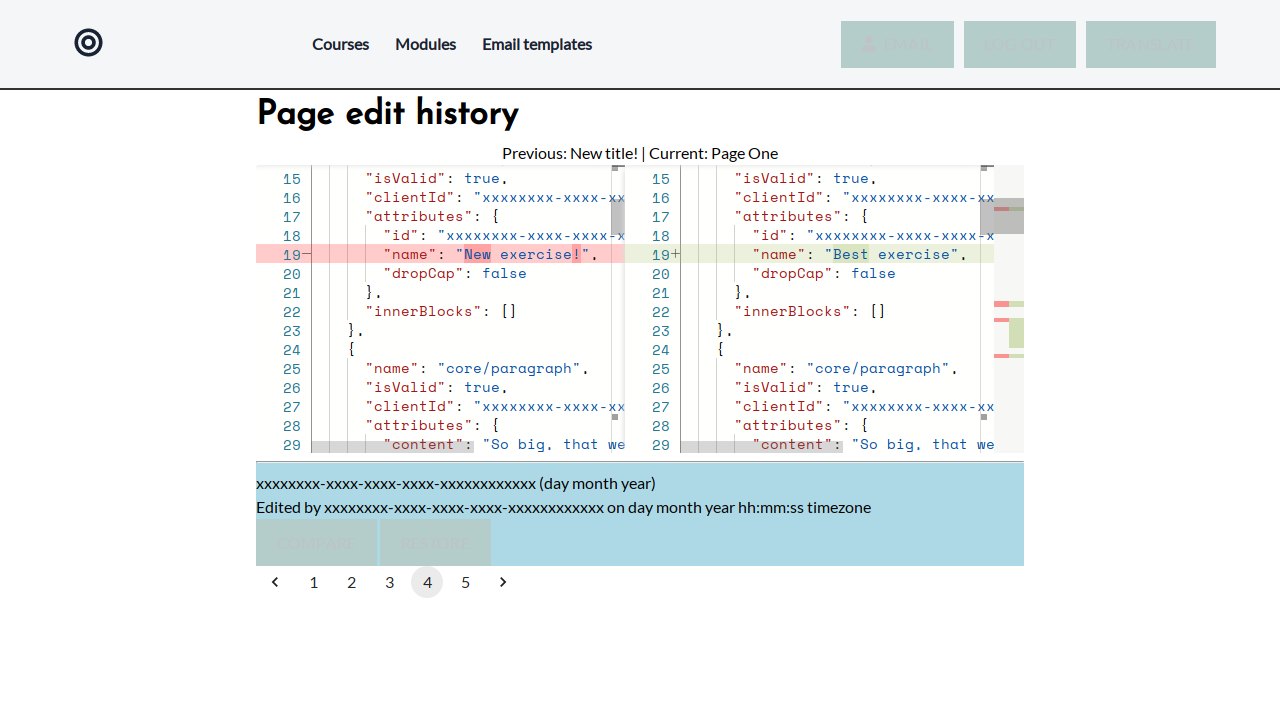 Courses Modules Email templates EMAIL LOG OUT TRANSLATE
Page edit history
Previous: New title! | Current: Page One
15 "isValid": true,
16 "clientId": "xxxxxxxx-xxxx-xx
17 "attributes": {
18 "id": "xxxxxxxx-xxxx-xxxx-x
19 "name": "New exercise!",
20 "dropCap": false
21 },
22 "innerBlocks": []
23 },
24 {
25 "name": "core/paragraph",
26 "isValid": true,
27 "clientId": "xxxxxxxx-xxxx-xx
28 "attributes": {
29 "content": "So big, that we
15 "isValid": true,
16 "clientId": "xxxxxxxx-xxxx-xx
17 "attributes": {
18 "id": "xxxxxxxx-xxxx-xxxx-x
19 "name": "Best exercise",
20 "dropCap": false
21 },
22 "innerBlocks": []
23 },
24 {
25 "name": "core/paragraph",
26 "isValid": true,
27 "clientId": "xxxxxxxx-xxxx-xx
28 "attributes": {
29 "content": "So big, that we
xxxxxxxx-xxxx-xxxx-xxxx-xxxxxxxxxxxx (day month year)
Edited by xxxxxxxx-xxxx-xxxx-xxxx-xxxxxxxxxxxx on day month year hh:mm:ss timezone
COMPARE RESTORE
1 2 3 4 5